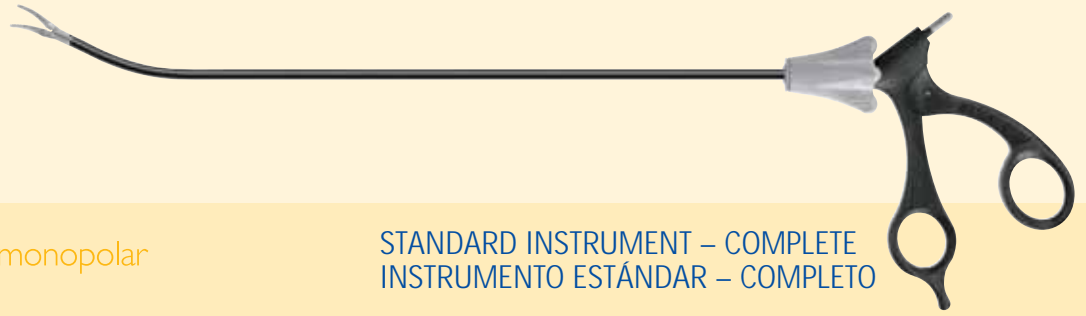 monopolar
STANDARD INSTRUMENT – COMPLETE
INSTRUMENTO ESTÁNDAR – COMPLETO